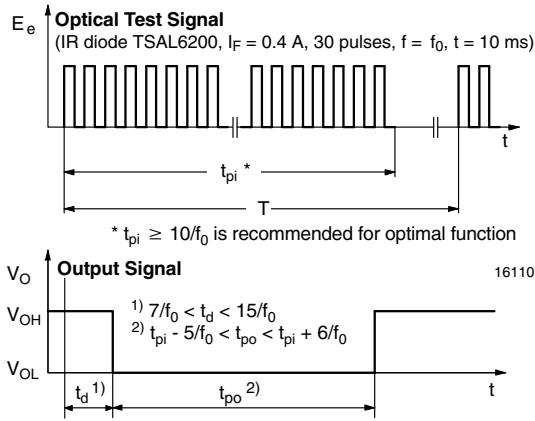 E_e Optical Test Signal
(IR diode TSAL6200, I_F = 0.4 A, 30 pulses, f = f_0, t = 10 ms)
t
t_pi *
T
* t_pi ≥ 10/f_0 is recommended for optimal function
V_O Output Signal 16110
V_OH 1) 7/f_0 < t_d < 15/f_0
2) t_pi - 5/f_0 < t_po < t_pi + 6/f_0
V_OL
t_d 1) t_po 2) t